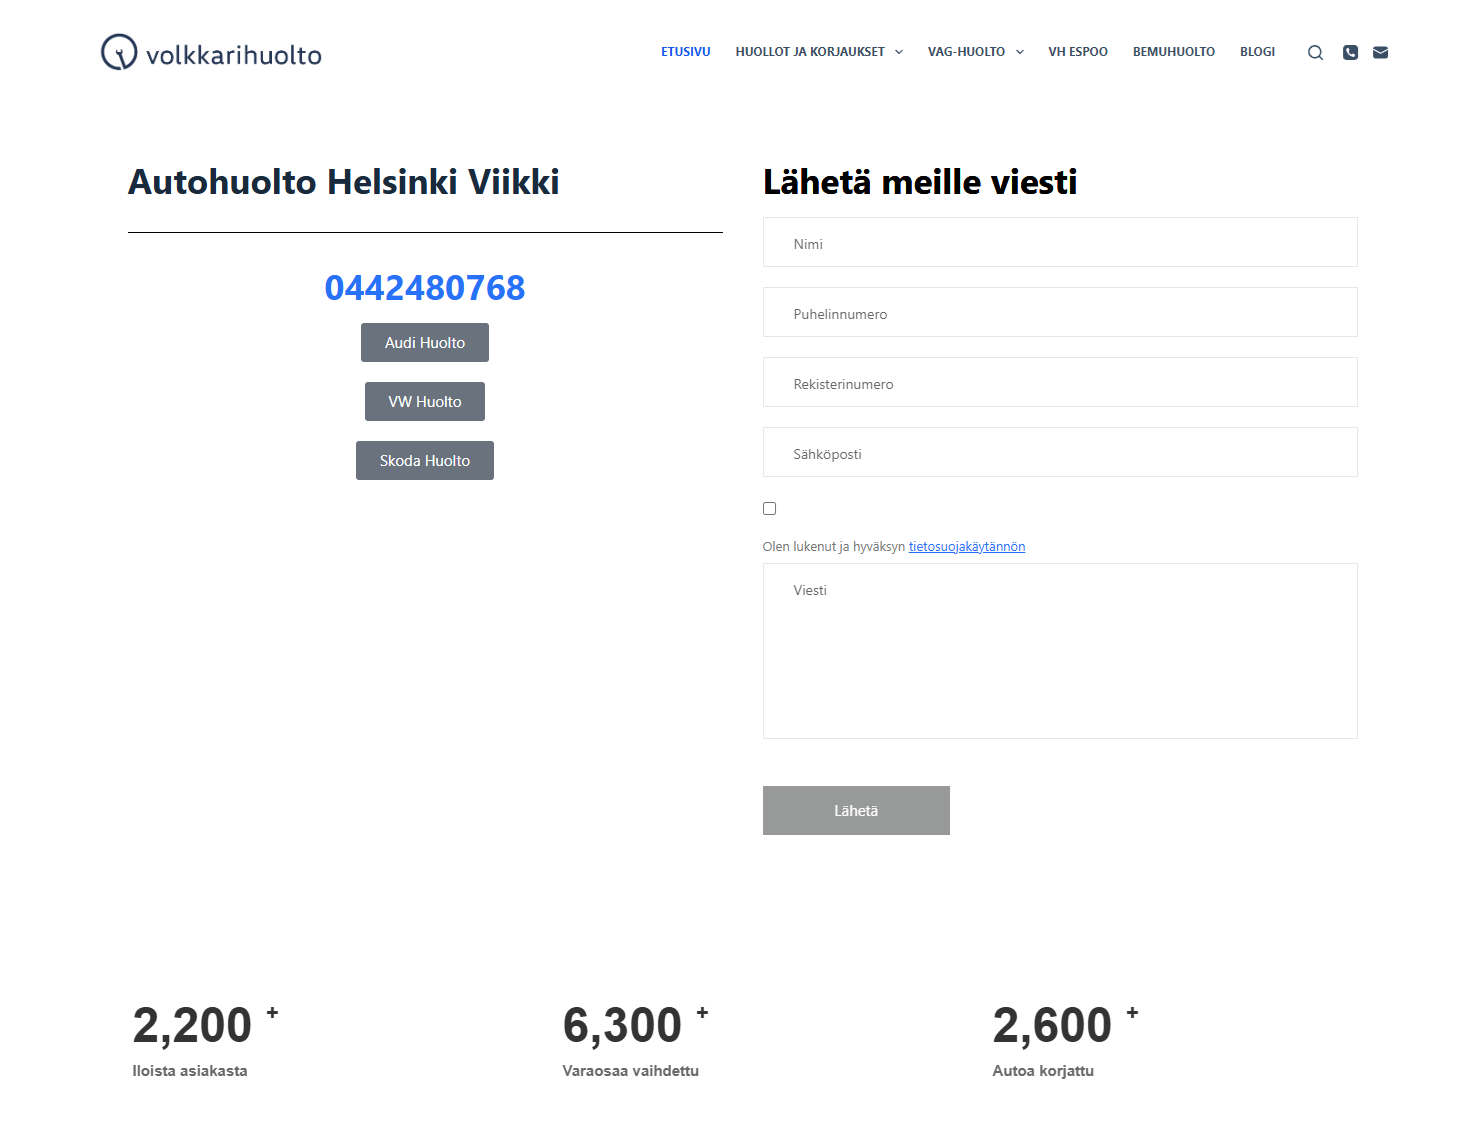 volkkarihuolto
ETUSIVU HUOLLOT JA KORJAUKSET VAG-HUOLTO VH ESPOO BEMUHUOLTO BLOGI
Autohuolto Helsinki Viikki
0442480768
Audi Huolto
VW Huolto
Skoda Huolto
Lähetä meille viesti
Nimi
Puhelinnumero
Rekisterinumero
Sähköposti
Olen lukenut ja hyväksyn tietosuojakäytännön
Viesti
Lähetä
2,200 +
Iloista asiakasta
6,300 +
Varaosaa vaihdettu
2,600 +
Autoa korjattu